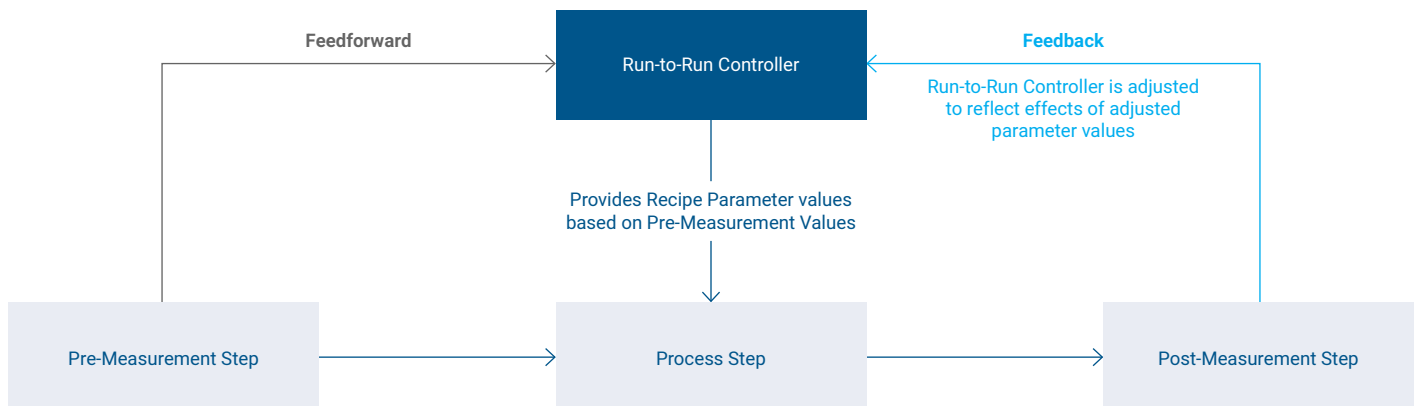 Feedforward
Run-to-Run Controller
Feedback
Run-to-Run Controller is adjusted
to reflect effects of adjusted
parameter values
Provides Recipe Parameter values
based on Pre-Measurement Values
Pre-Measurement Step
Process Step
Post-Measurement Step